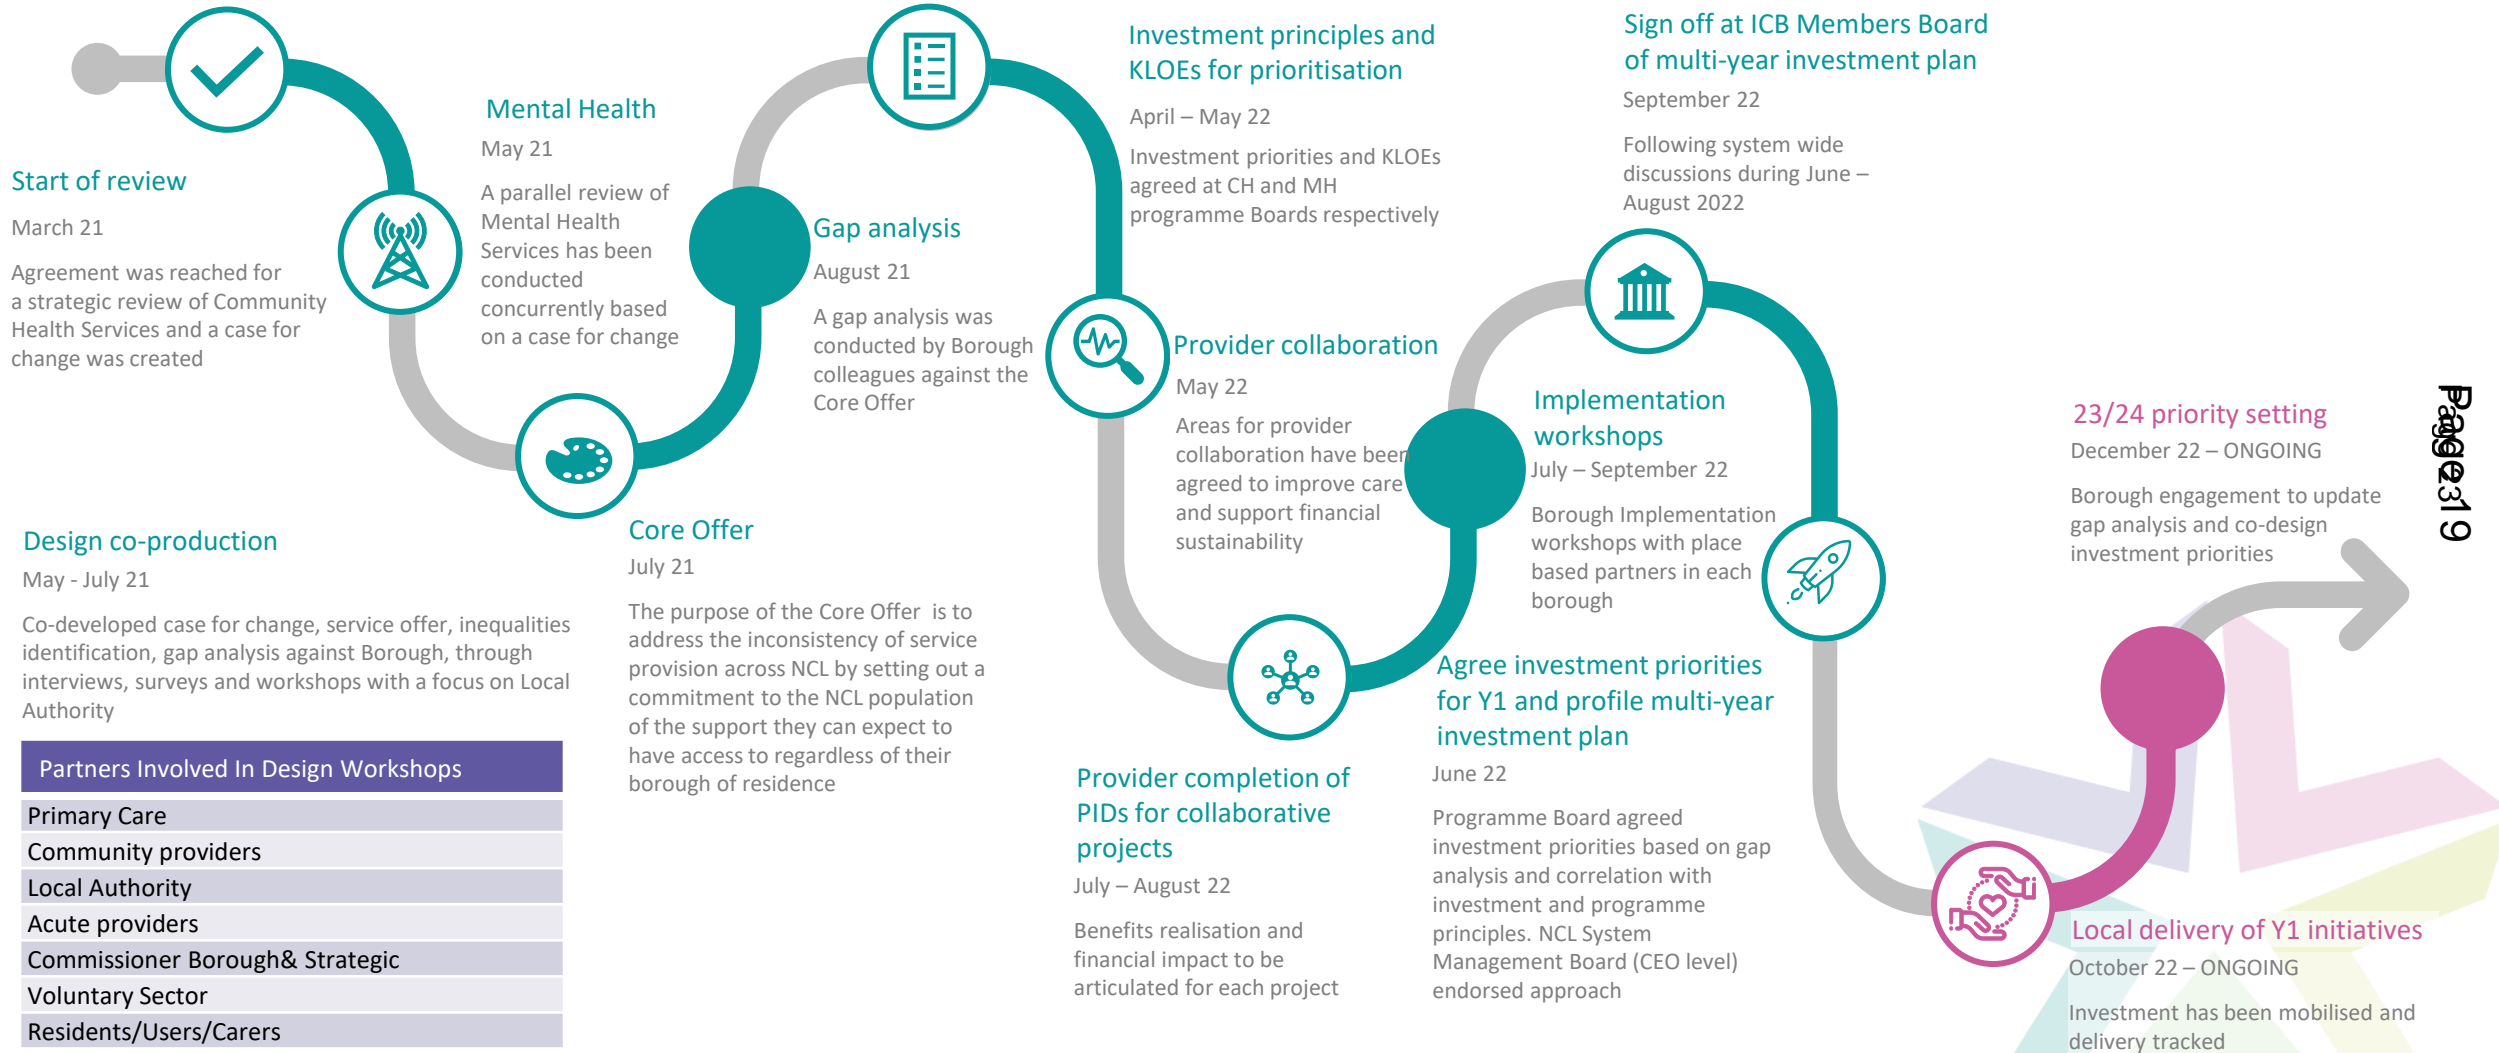 Start of review
March 21
Agreement was reached for
a strategic review of Community
Health Services and a case for
change was created
Design co-production
May - July 21
Co-developed case for change, service offer, inequalities
identification, gap analysis against Borough, through
interviews, surveys and workshops with a focus on Local
Authority
Partners Involved In Design Workshops
Primary Care
Community providers
Local Authority
Acute providers
Commissioner Borough& Strategic
Voluntary Sector
Residents/Users/Carers
Mental Health
May 21
A parallel review of
Mental Health
Services has been
conducted
concurrently based
on a case for change
Core Offer
July 21
The purpose of the Core Offer is to
address the inconsistency of service
provision across NCL by setting out a
commitment to the NCL population
of the support they can expect to
have access to regardless of their
borough of residence
Gap analysis
August 21
A gap analysis was
conducted by Borough
colleagues against the
Core Offer
Investment principles and
KLOEs for prioritisation
April – May 22
Investment priorities and KLOEs
agreed at CH and MH
programme Boards respectively
Provider collaboration
May 22
Areas for provider
collaboration have been
agreed to improve care
and support financial
sustainability
Provider completion of
PIDs for collaborative
projects
July – August 22
Benefits realisation and
financial impact to be
articulated for each project
Agree investment priorities
for Y1 and profile multi-year
investment plan
June 22
Programme Board agreed
investment priorities based on gap
analysis and correlation with
investment and programme
principles. NCL System
Management Board (CEO level)
endorsed approach
Implementation
workshops
July – September 22
Borough Implementation
workshops with place
based partners in each
borough
Sign off at ICB Members Board
of multi-year investment plan
September 22
Following system wide
discussions during June –
August 2022
Local delivery of Y1 initiatives
October 22 – ONGOING
Investment has been mobilised and
delivery tracked
23/24 priority setting
December 22 – ONGOING
Borough engagement to update
gap analysis and co-design
investment priorities